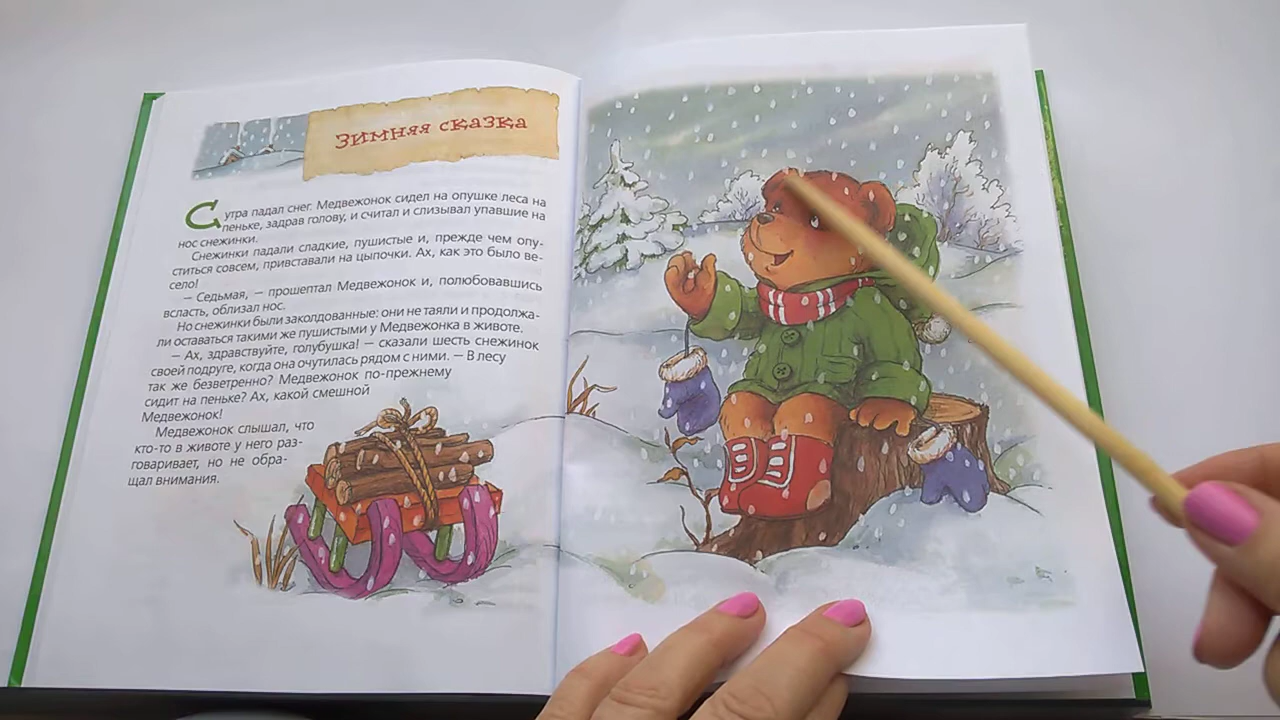 ЗИМНЯЯ СКАЗКА
С утра падал снег. Медвежонок сидел на опушке леса на
пеньке, задрав голову, и считал и слизывал упавшие на
нос снежинки.
Снежинки падали сладкие, пушистые и, прежде чем опу-
ститься совсем, привставали на цыпочки. Ах, как это было ве-
село!
– Седьмая, – прошептал Медвежонок и, полюбовавшись
всласть, облизал нос.
Но снежинки были заколдованные: они не таяли и продолжа-
ли оставаться такими же пушистыми у Медвежонка в животе.
– Ах, здравствуйте, голубушка! – сказали шесть снежинок
своей подруге, когда она очутилась рядом с ними. – В лесу
так же безветренно? Медвежонок по-прежнему
сидит на пеньке? Ах, какой смешной
Медвежонок!
Медвежонок слышал, что
кто-то в животе у него раз-
говаривает, но не обра-
щал внимания.